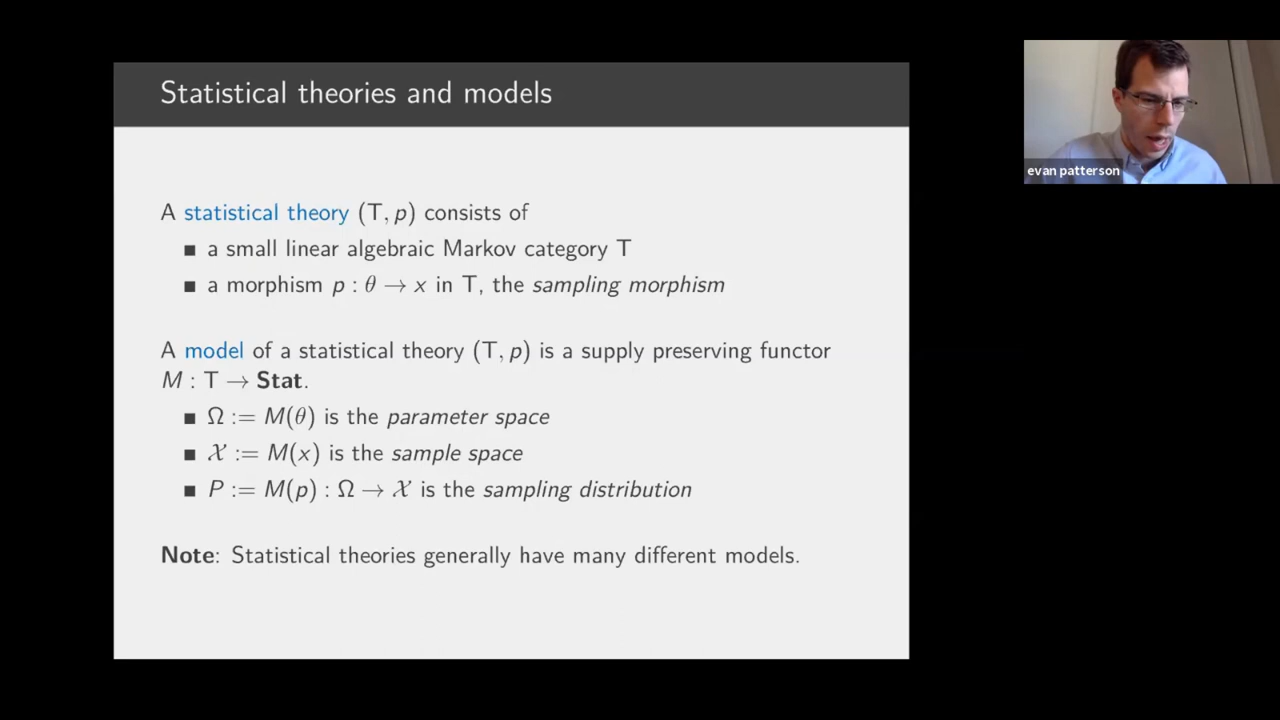 Statistical theories and models
evan patterson
A statistical theory (T, p) consists of
■ a small linear algebraic Markov category T
■ a morphism p : θ → x in T, the sampling morphism
A model of a statistical theory (T, p) is a supply preserving functor
M : T → Stat.
■ Ω := M(θ) is the parameter space
■ 𝒳 := M(x) is the sample space
■ P := M(p) : Ω → 𝒳 is the sampling distribution
Note: Statistical theories generally have many different models.